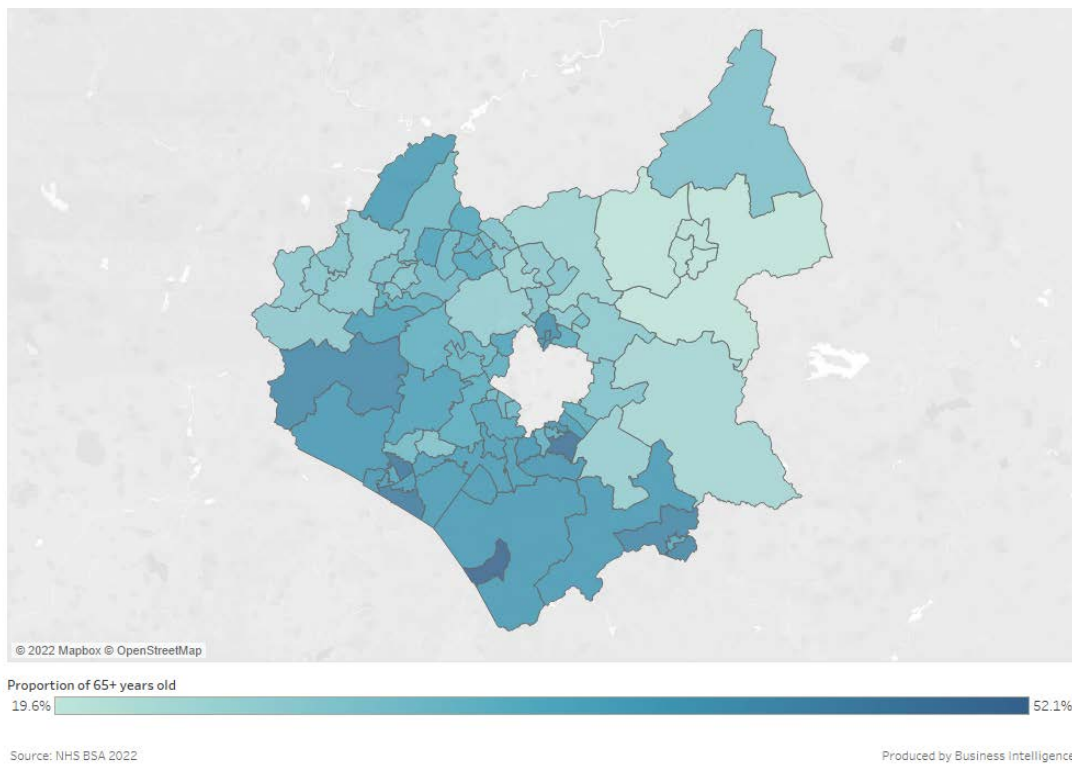 © 2022 Mapbox © OpenStreetMap
Proportion of 65+ years old
19.6% 52.1%
Source: NHS BSA 2022 Produced by Business Intelligence